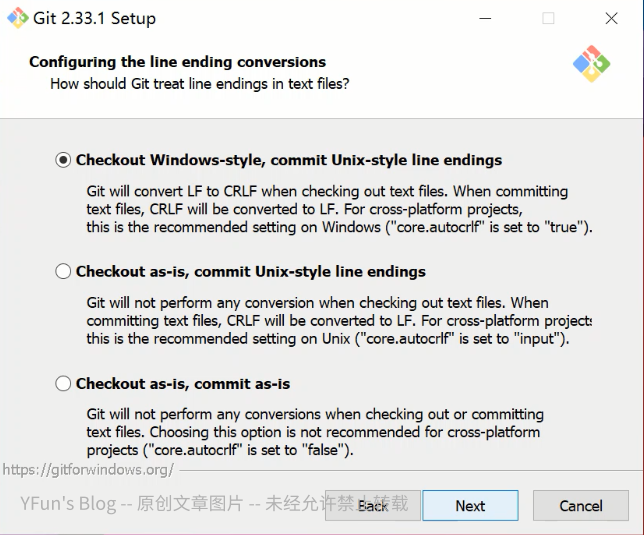 Git 2.33.1 Setup
Configuring the line ending conversions
How should Git treat line endings in text files?
Checkout Windows-style, commit Unix-style line endings
Git will convert LF to CRLF when checking out text files. When committing
text files, CRLF will be converted to LF. For cross-platform projects,
this is the recommended setting on Windows ("core.autocrlf" is set to "true").
Checkout as-is, commit Unix-style line endings
Git will not perform any conversion when checking out text files. When
committing text files, CRLF will be converted to LF. For cross-platform projects
this is the recommended setting on Unix ("core.autocrlf" is set to "input").
Checkout as-is, commit as-is
Git will not perform any conversions when checking out or committing
text files. Choosing this option is not recommended for cross-platform
projects ("core.autocrlf" is set to "false").
https://gitforwindows.org/
YFun's Blog -- 原创文章图片 -- 未经允许禁止转载
Back
Next
Cancel